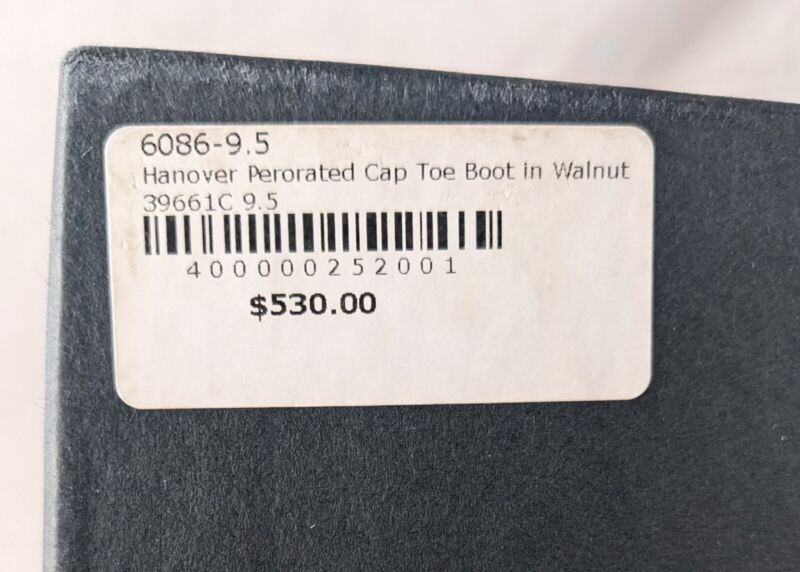 6086-9.5
Hanover Perorated Cap Toe Boot in Walnut
39661C 9.5
400000252001
$530.00